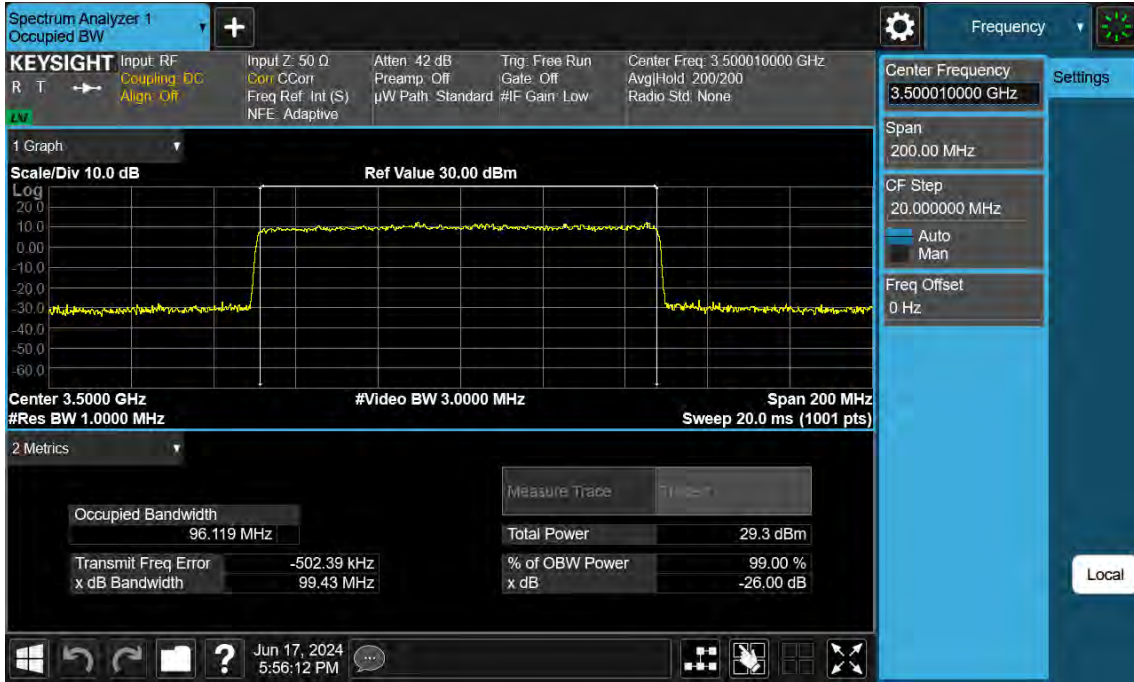 Spectrum Analyzer 1
Occupied BW
+
Frequency
KEYSIGHT
R T
Input: RF
Coupling: DC
Align: Off
Input Z: 50 Ω
Corr CCorr
Freq Ref: Int (S)
NFE: Adaptive
Atten: 42 dB
Preamp: Off
µW Path: Standard
Trig: Free Run
Gate: Off
#IF Gain: Low
Center Freq: 3.500010000 GHz
Avg|Hold: 200/200
Radio Std: None
Center Frequency
3.500010000 GHz
Settings
Span
200.00 MHz
CF Step
20.000000 MHz
Auto
Man
Freq Offset
0 Hz
Local
1 Graph
Scale/Div 10.0 dB
Ref Value 30.00 dBm
Log
20.0
10.0
0.00
-10.0
-20.0
-30.0
-40.0
-50.0
-60.0
Center 3.5000 GHz
#Video BW 3.0000 MHz
Span 200 MHz
#Res BW 1.0000 MHz
Sweep 20.0 ms (1001 pts)
2 Metrics
Measure Trace
Occupied Bandwidth
96.119 MHz
Total Power 29.3 dBm
Transmit Freq Error -502.39 kHz
% of OBW Power 99.00 %
x dB Bandwidth 99.43 MHz
x dB -26.00 dB
?
Jun 17, 2024
5:56:12 PM